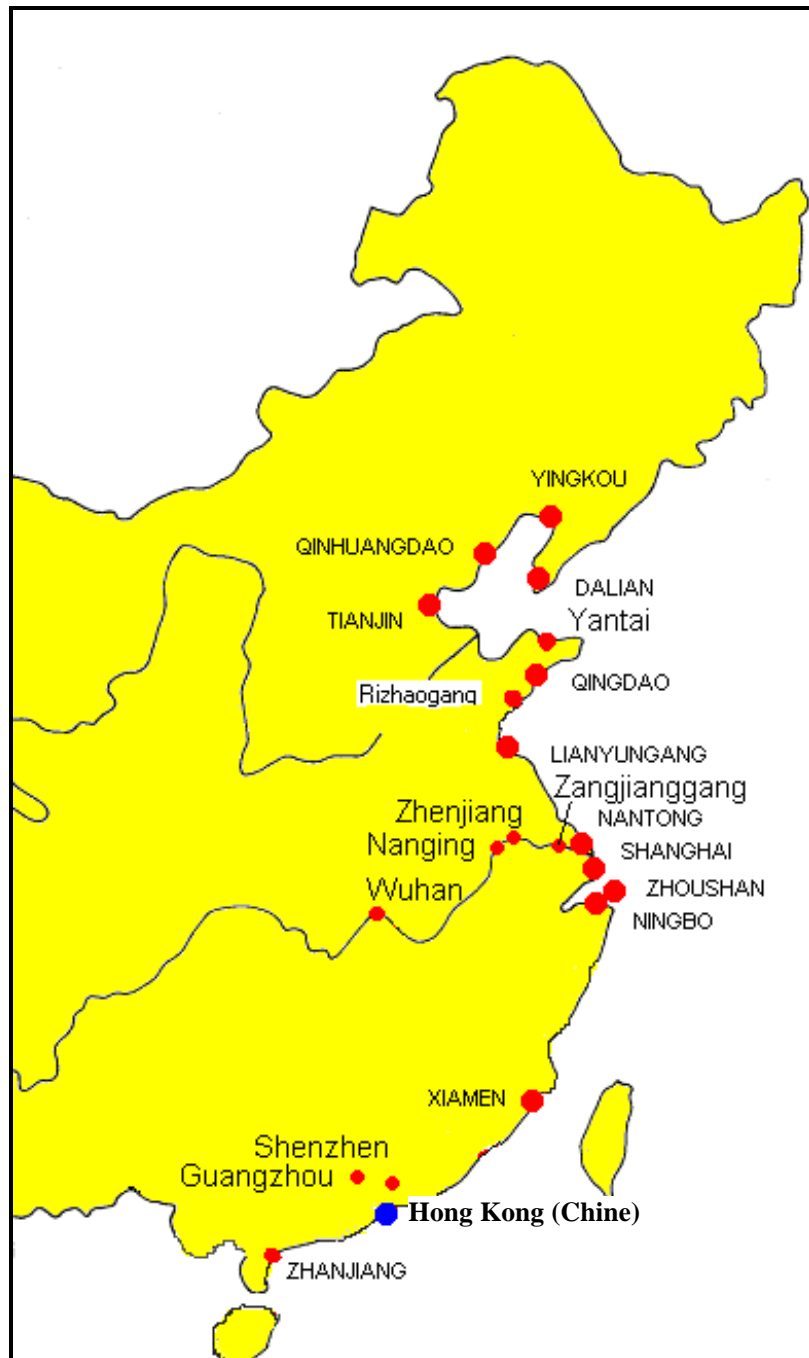 YINGKOU
QINHUANGDAO
DALIAN
TIANJIN
Yantai
QINGDAO
Rizhaogang
LIANYUNGANG
Zangjianggang
Zhenjiang
NANTONG
Nanging
SHANGHAI
Wuhan
ZHOUSHAN
NINGBO
XIAMEN
Shenzhen
Guangzhou
Hong Kong (Chine)
ZHANJIANG